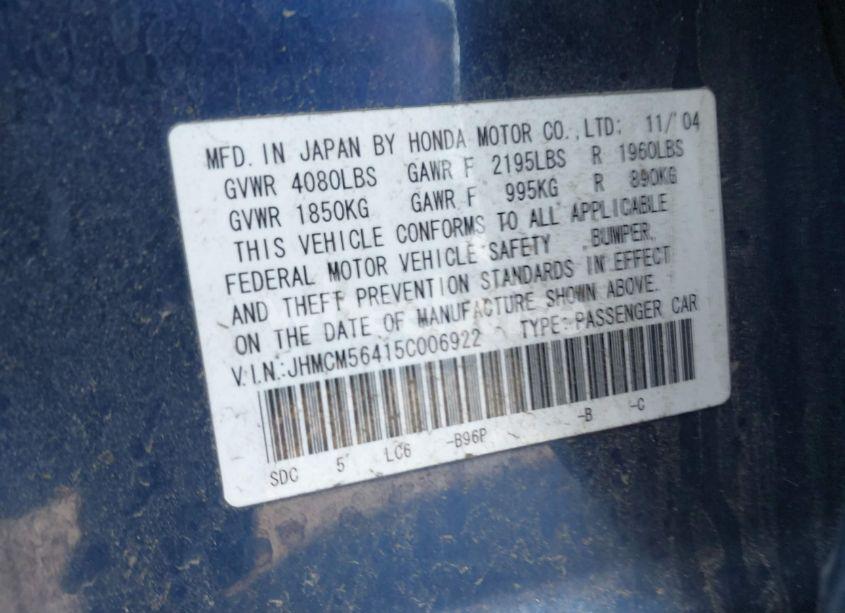 MFD. IN JAPAN BY HONDA MOTOR CO.,LTD: 11/'04
GVWR 4080LBS GAWR F 2195LBS R 1960LBS
GVWR 1850KG GAWR F 995KG R 890KG
THIS VEHICLE CONFORMS TO ALL APPLICABLE
FEDERAL MOTOR VEHICLE SAFETY BUMPER,
AND THEFT PREVENTION STANDARDS IN EFFECT
ON THE DATE OF MANUFACTURE SHOWN ABOVE.
V.I.N.:JHMCM56415C006922 TYPE:PASSENGER CAR
SDC 5 LC6 -B96P -B -C